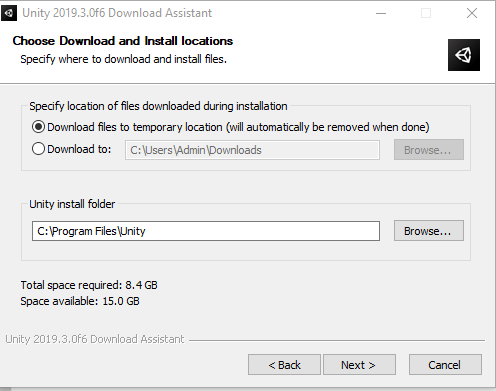 Unity 2019.3.0f6 Download Assistant
Choose Download and Install locations
Specify where to download and install files.
Specify location of files downloaded during installation
Download files to temporary location (will automatically be removed when done)
Download to: C:\Users\Admin\Downloads Browse...
Unity install folder
C:\Program Files\Unity Browse...
Total space required: 8.4 GB
Space available: 15.0 GB
Unity 2019.3.0f6 Download Assistant
< Back Next > Cancel